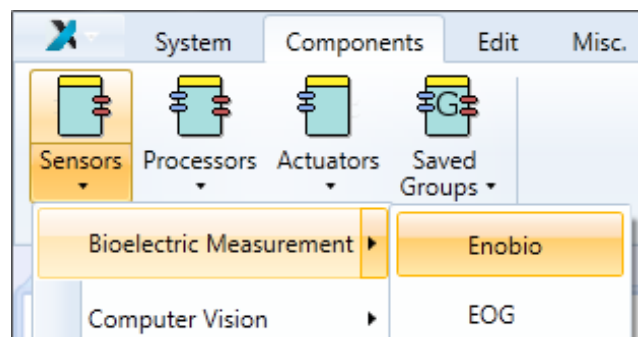 System Components Edit Misc.
G
Sensors Processors Actuators Saved
Groups
Bioelectric Measurement Enobio
Computer Vision EOG